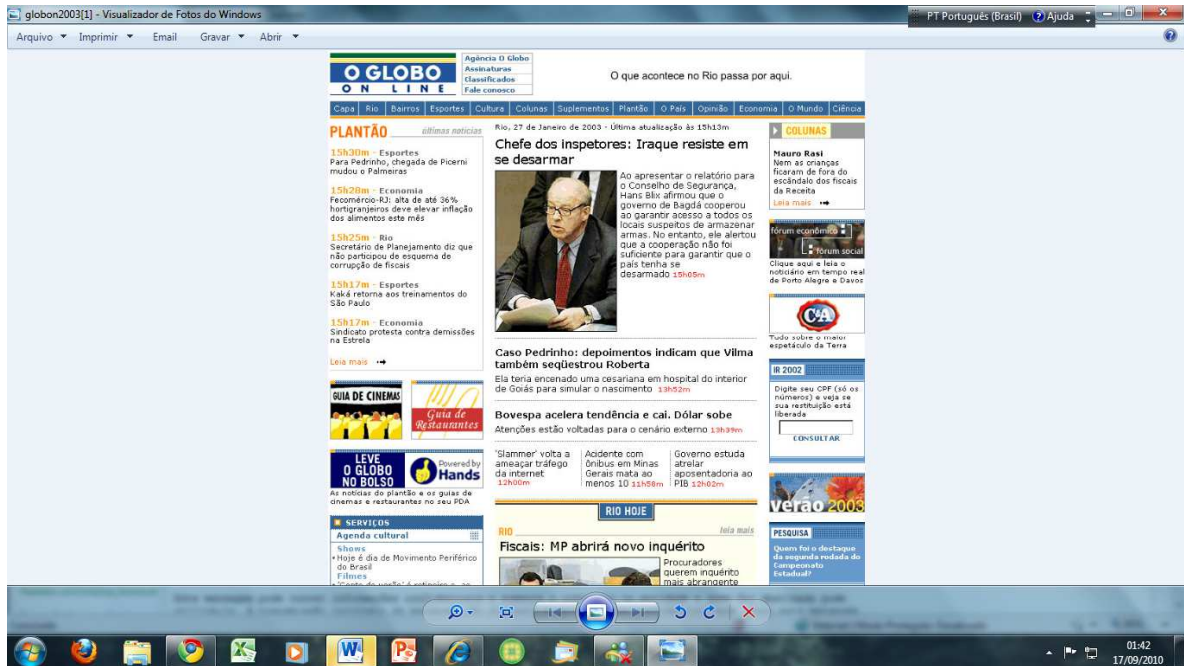 globon2003[1] - Visualizador de Fotos do Windows
PT Português (Brasil)
Ajuda
Arquivo
Imprimir
Email
Gravar
Abrir
O GLOBO
ON LINE
Agência O Globo
Assinaturas
Classificados
Fale conosco
O que acontece no Rio passa por aqui.
Capa
Rio
Bairros
Esportes
Cultura
Colunas
Suplementos
Plantão
O País
Opinião
Economia
O Mundo
Ciência
PLANTÃO
últimas notícias
15h30m - Esportes
Para Pedrinho, chegada de Picerni
mudou o Palmeiras
15h28m - Economia
Fecomércio-RJ: alta de até 36%
hortigranjeiros deve elevar inflação
dos alimentos este mês
15h25m - Rio
Secretário de Planejamento diz que
não participou de esquema de
corrupção de fiscais
15h17m - Esportes
Kaká retorna aos treinamentos do
São Paulo
15h17m - Economia
Sindicato protesta contra demissões
na Estrela
Leia mais
GUIA DE CINEMAS
Guia de
Restaurantes
LEVE
O GLOBO
NO BOLSO
Powered by
Hands
As notícias do plantão e os guias de
cinemas e restaurantes no seu PDA
SERVIÇOS
Agenda cultural
Shows
Hoje é dia de Movimento Periférico
do Brasil
Filmes
Rio, 27 de Janeiro de 2003 - Última atualização às 15h13m
Chefe dos inspetores: Iraque resiste em
se desarmar
Ao apresentar o relatório para
o Conselho de Segurança,
Hans Blix afirmou que o
governo de Bagdá cooperou
ao garantir acesso a todos os
locais suspeitos de armazenar
armas. No entanto, ele alertou
que a cooperação não foi
suficiente para garantir que o
país tenha se
desarmado 15h05m
Caso Pedrinho: depoimentos indicam que Vilma
também seqüestrou Roberta
Ela teria encenado uma cesariana em hospital do interior
de Goiás para simular o nascimento 13h52m
Bovespa acelera tendência e cai. Dólar sobe
Atenções estão voltadas para o cenário externo 13h39m
'Slammer' volta a
ameaçar tráfego
da internet
12h00m
Acidente com
ônibus em Minas
Gerais mata ao
menos 10 11h58m
Governo estuda
atrelar
aposentadoria ao
PIB 12h02m
RIO HOJE
RIO
leia mais
Fiscais: MP abrirá novo inquérito
Procuradores
querem inquérito
mais abrangente
COLUNAS
Mauro Rasi
Nem as crianças
ficaram de fora do
escândalo dos fiscais
da Receita
Leia mais
fórum econômico
fórum social
Clique aqui e leia o
noticiário em tempo real
de Porto Alegre e Davos
C&A
Tudo sobre o maior
espetáculo da Terra
IR 2002
Digite seu CPF (só os
números) e veja se
sua restituição está
liberada
CONSULTAR
verão 2003
PESQUISA
Quem foi o destaque
da segunda rodada do
Campeonato
Estadual?
01:42
17/09/2010